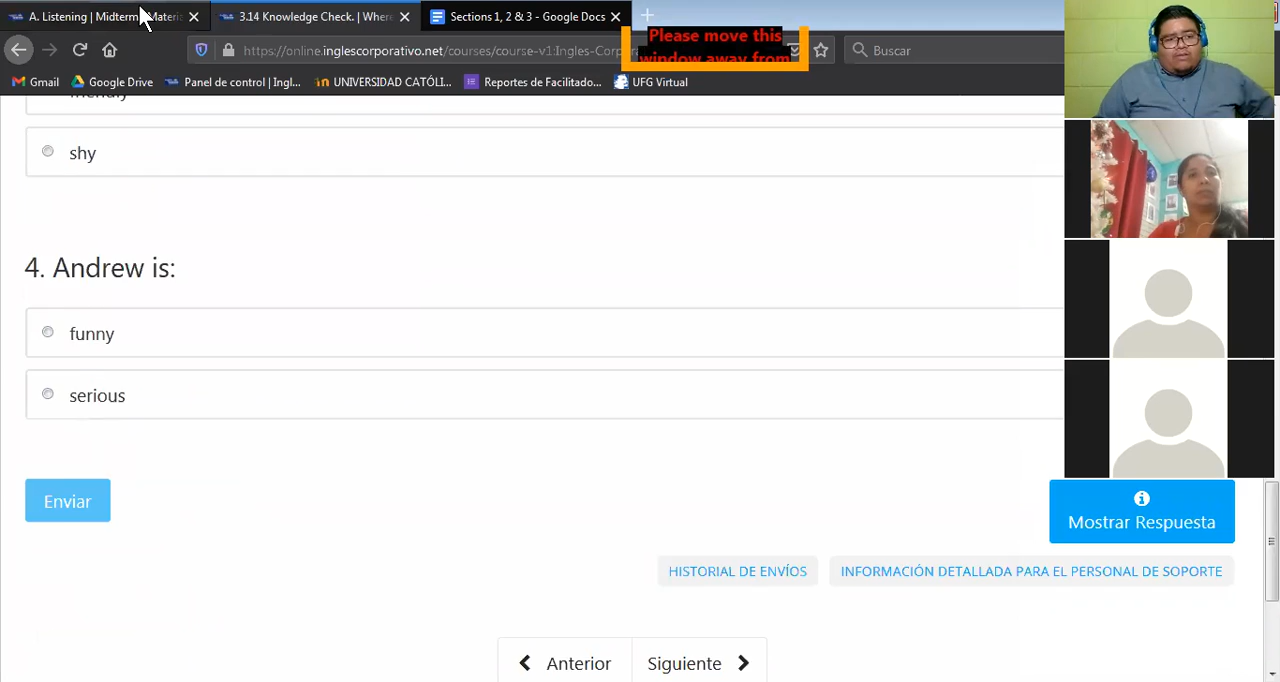 A. Listening | Midterm Materi
3.14 Knowledge Check. | Where
Sections 1, 2 & 3 - Google Docs
https://online.inglescorporativo.net/courses/course-v1:Ingles-Corpora
Please move this
window away from
Buscar
Gmail
Google Drive
Panel de control | Ingl...
UNIVERSIDAD CATÓLI...
Reportes de Facilitado...
UFG Virtual
friendly
shy
4. Andrew is:
funny
serious
Enviar
Mostrar Respuesta
HISTORIAL DE ENVÍOS
INFORMACIÓN DETALLADA PARA EL PERSONAL DE SOPORTE
Anterior
Siguiente